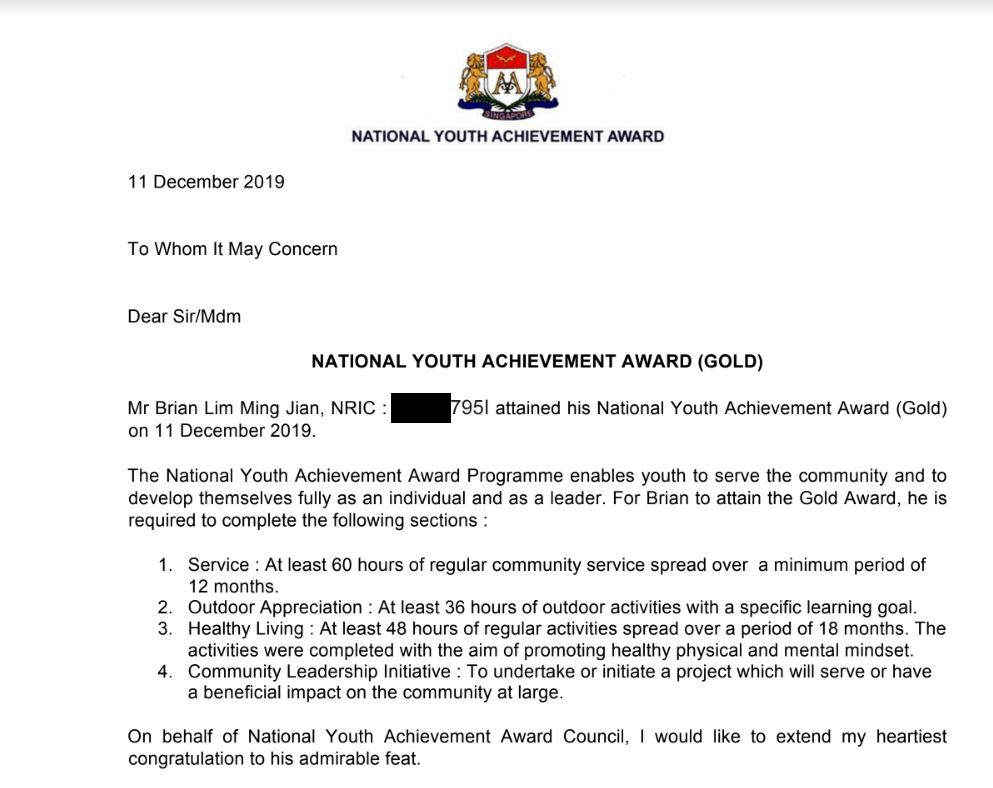 SINGAPORE
NATIONAL YOUTH ACHIEVEMENT AWARD
11 December 2019
To Whom It May Concern
Dear Sir/Mdm
NATIONAL YOUTH ACHIEVEMENT AWARD (GOLD)
Mr Brian Lim Ming Jian, NRIC : 795I attained his National Youth Achievement Award (Gold)
on 11 December 2019.
The National Youth Achievement Award Programme enables youth to serve the community and to
develop themselves fully as an individual and as a leader. For Brian to attain the Gold Award, he is
required to complete the following sections :
1. Service : At least 60 hours of regular community service spread over a minimum period of
12 months.
2. Outdoor Appreciation : At least 36 hours of outdoor activities with a specific learning goal.
3. Healthy Living : At least 48 hours of regular activities spread over a period of 18 months. The
activities were completed with the aim of promoting healthy physical and mental mindset.
4. Community Leadership Initiative : To undertake or initiate a project which will serve or have
a beneficial impact on the community at large.
On behalf of National Youth Achievement Award Council, I would like to extend my heartiest
congratulation to his admirable feat.